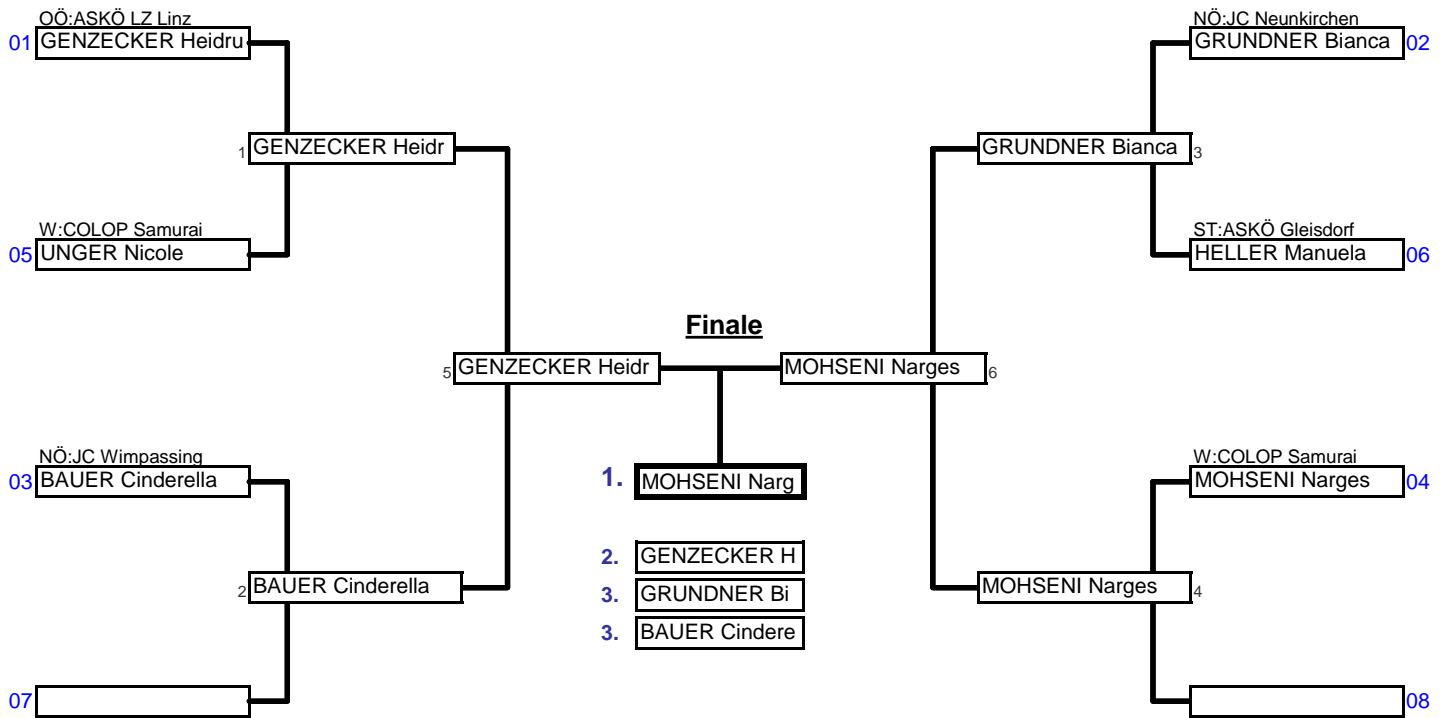 OÖ:ASKÖ LZ Linz
01 GENZECKER Heidru
1 GENZECKER Heidr
W:COLOP Samurai
05 UNGER Nicole
5 GENZECKER Heidr
NÖ:JC Wimpassing
03 BAUER Cinderella
2 BAUER Cinderella
07
Finale
1. MOHSENI Narg
2. GENZECKER H
3. GRUNDNER Bi
3. BAUER Cindere
NÖ:JC Neunkirchen
GRUNDNER Bianca 02
GRUNDNER Bianca 3
ST:ASKÖ Gleisdorf
HELLER Manuela 06
MOHSENI Narges 6
W:COLOP Samurai
MOHSENI Narges 04
MOHSENI Narges 4
08